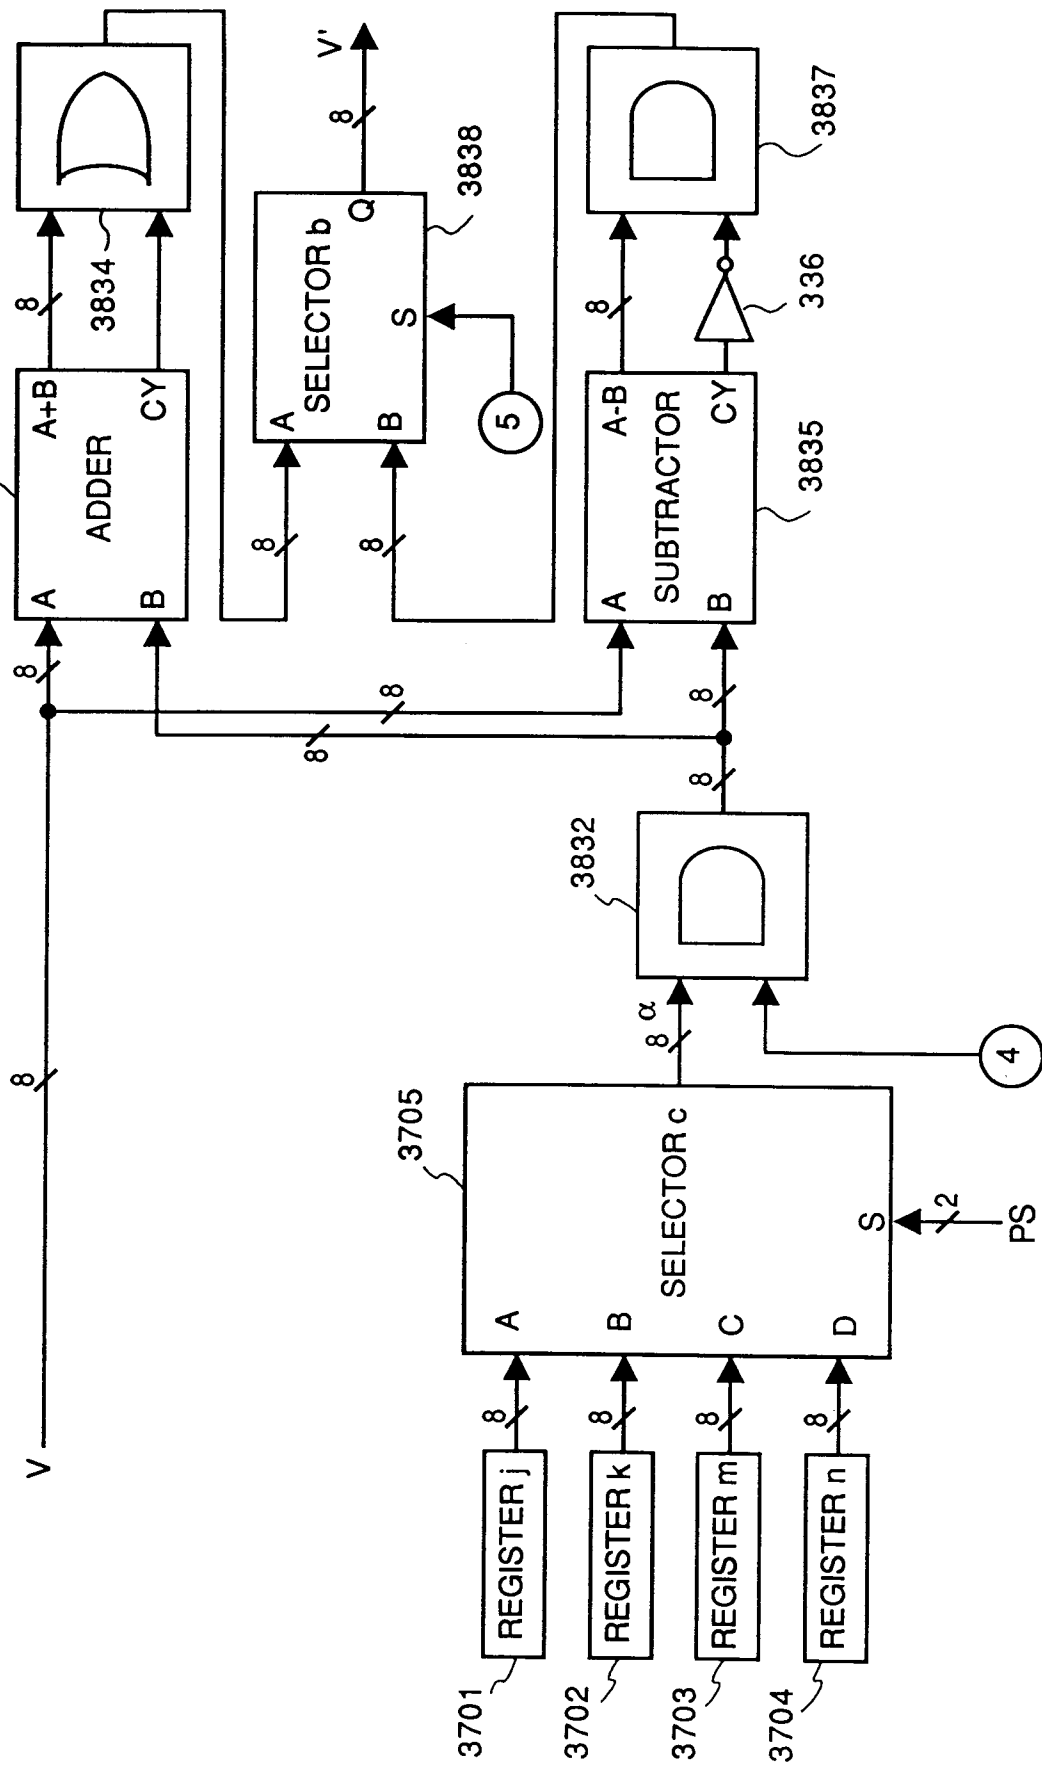 V
8
8
A
B
ADDER
A+B
CY
8
3834
8
8
8
A
8
B
SELECTOR b
S
Q
3838
8
V'
5
8
A
B
SUBTRACTOR
A-B
CY
3835
8
336
3837
REGISTER j
3701
8
REGISTER k
3702
8
REGISTER m
3703
8
REGISTER n
3704
8
A
B
C
D
SELECTOR c
3705
S
2
PS
8
α
4
3832
8